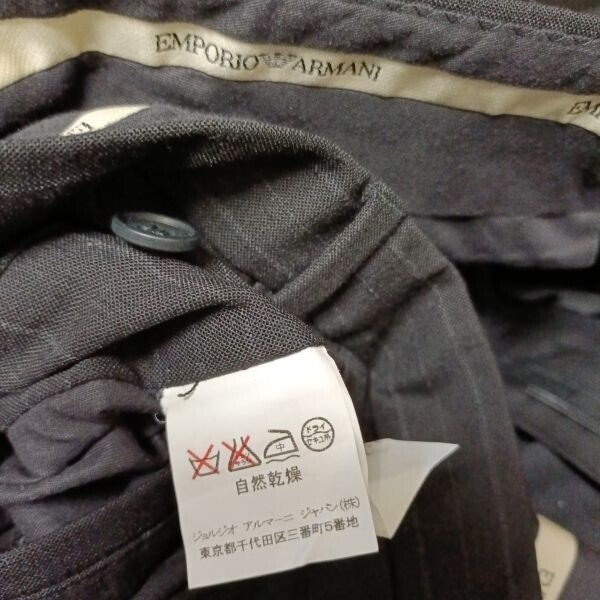 EMPORIO ARMANI
EM
中
ドライ
セキユ系
自然乾燥
ジョルジオ アルマーニ ジャパン(株)
東京都千代田区三番町5番地